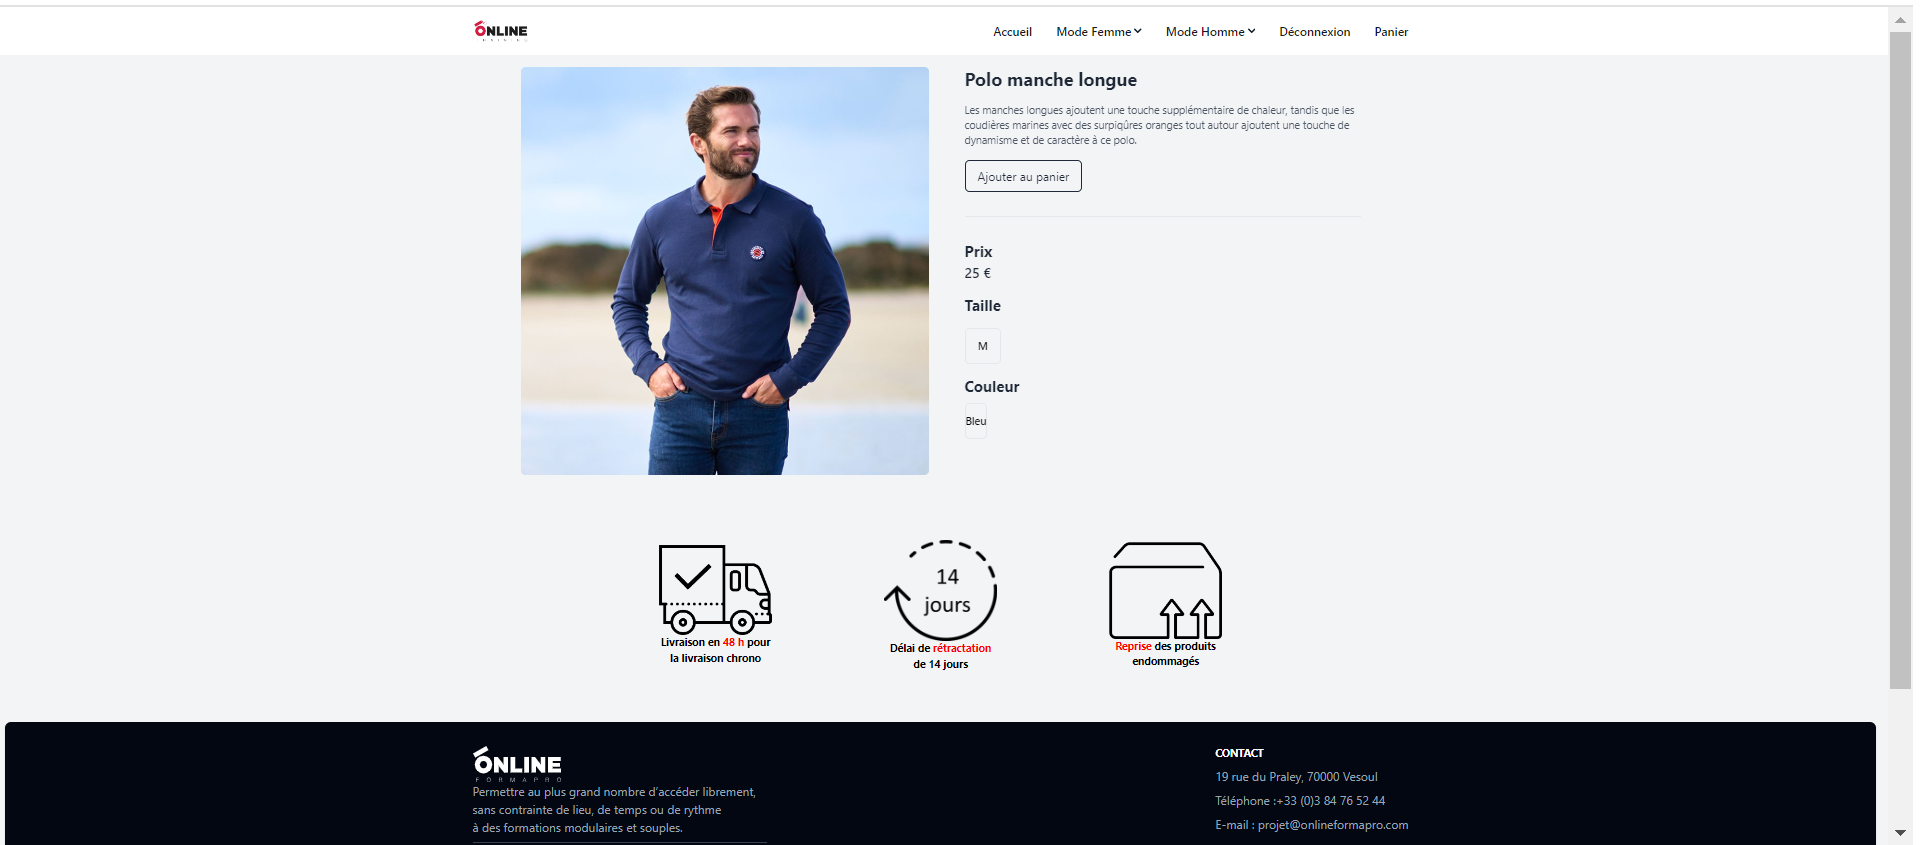 ONLINE
Accueil
Mode Femme
Mode Homme
Déconnexion
Panier
Polo manche longue
Les manches longues ajoutent une touche supplémentaire de chaleur, tandis que les
coudières marines avec des surpiqûres oranges tout autour ajoutent une touche de
dynamisme et de caractère à ce polo.
Ajouter au panier
Prix
25 €
Taille
M
Couleur
Bleu
14
jours
Livraison en 48 h pour
la livraison chrono
Délai de rétractation
de 14 jours
Reprise des produits
endommagés
ONLINE
FORMAPRO
Permettre au plus grand nombre d'accéder librement,
sans contrainte de lieu, de temps ou de rythme
à des formations modulaires et souples.
CONTACT
19 rue du Praley, 70000 Vesoul
Téléphone :+33 (0)3 84 76 52 44
E-mail : projet@onlineformapro.com